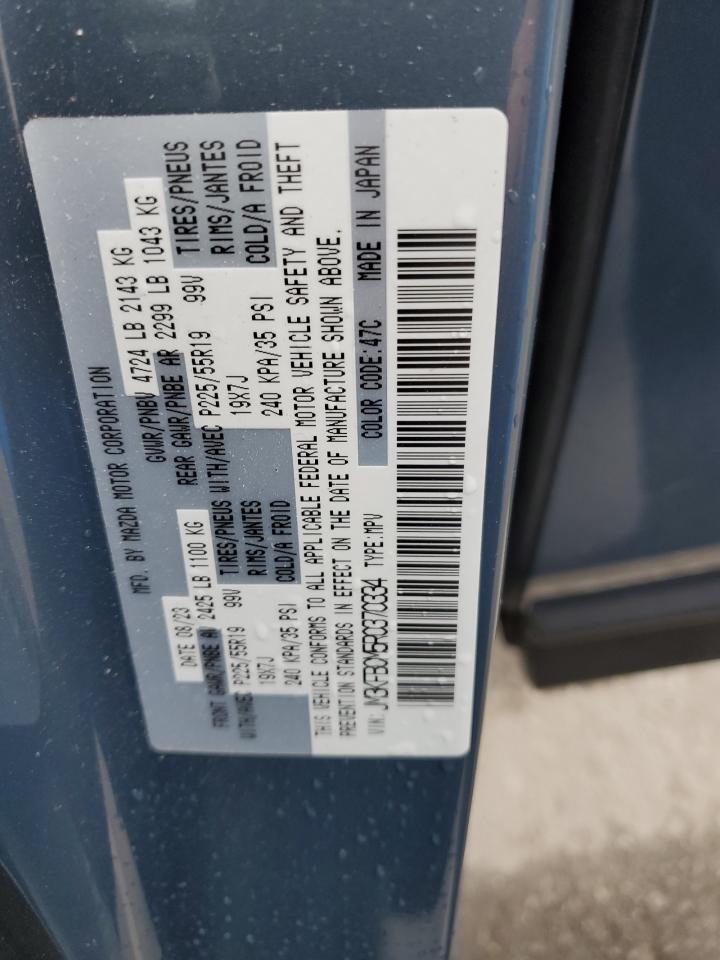 MFD. BY MAZDA MOTOR CORPORATION
DATE 08/23 GVWR/PNBV 4724 LB 2143 KG
FRONT GAWR/PNBE AV 2425 LB 1100 KG REAR GAWR/PNBE AR 2299 LB 1043 KG
WITH/AVEC P225/55R19 99V TIRES/PNEUS WITH/AVEC P225/55R19 99V TIRES/PNEUS
19X7J RIMS/JANTES 19X7J RIMS/JANTES
240 KPA/35 PSI COLD/A FROID 240 KPA/35 PSI COLD/A FROID
THIS VEHICLE CONFORMS TO ALL APPLICABLE FEDERAL MOTOR VEHICLE SAFETY AND THEFT
PREVENTION STANDARDS IN EFFECT ON THE DATE OF MANUFACTURE SHOWN ABOVE.
VIN: JM3KFBCM5R0370334 TYPE:MPV COLOR CODE:47C MADE IN JAPAN